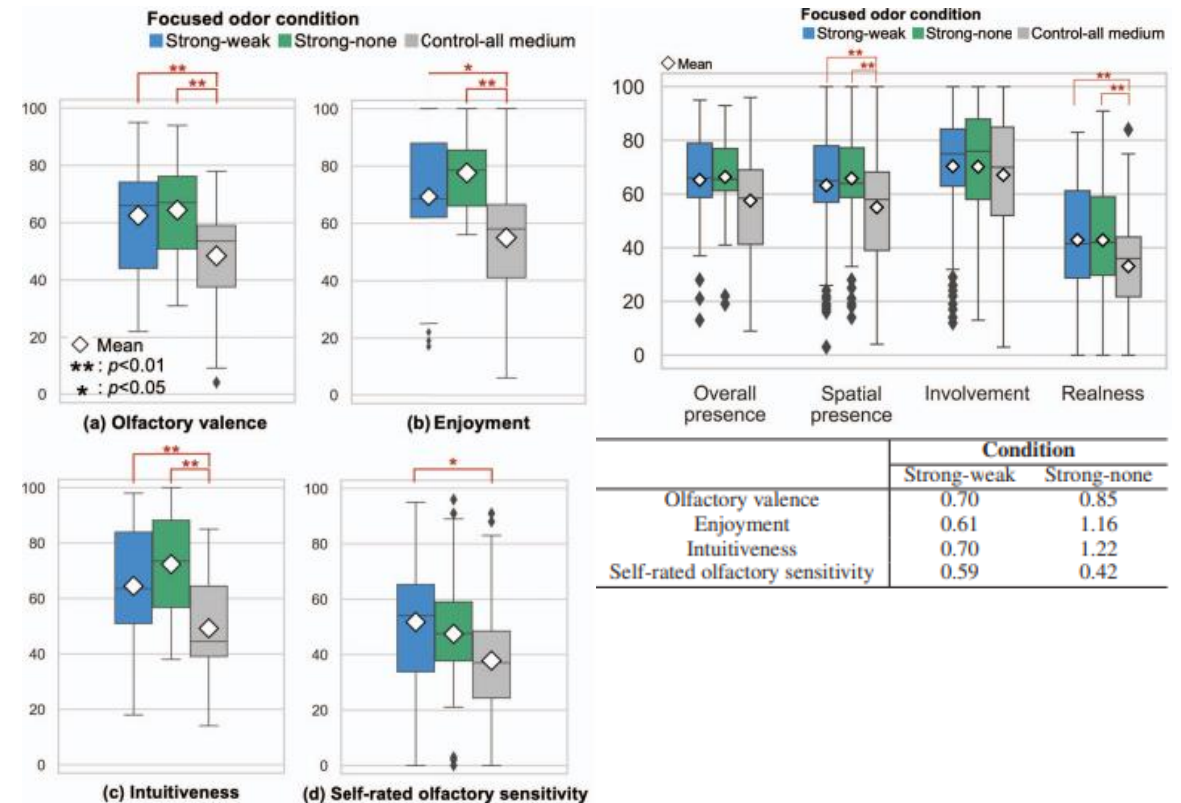 Focused odor condition
Strong-weak Strong-none Control-all medium
**
**
100
80
60
40
20
0
Mean
**: p<0.01
*: p<0.05
(a) Olfactory valence
*
**
100
80
60
40
20
0
(b) Enjoyment
**
**
100
80
60
40
20
0
(c) Intuitiveness
*
100
80
60
40
20
0
(d) Self-rated olfactory sensitivity
Focused odor condition
Strong-weak Strong-none Control-all medium
Mean
**
**
**
**
100
80
60
40
20
0
Overall presence
Spatial presence
Involvement
Realness
Condition
Strong-weak Strong-none
Olfactory valence 0.70 0.85
Enjoyment 0.61 1.16
Intuitiveness 0.70 1.22
Self-rated olfactory sensitivity 0.59 0.42